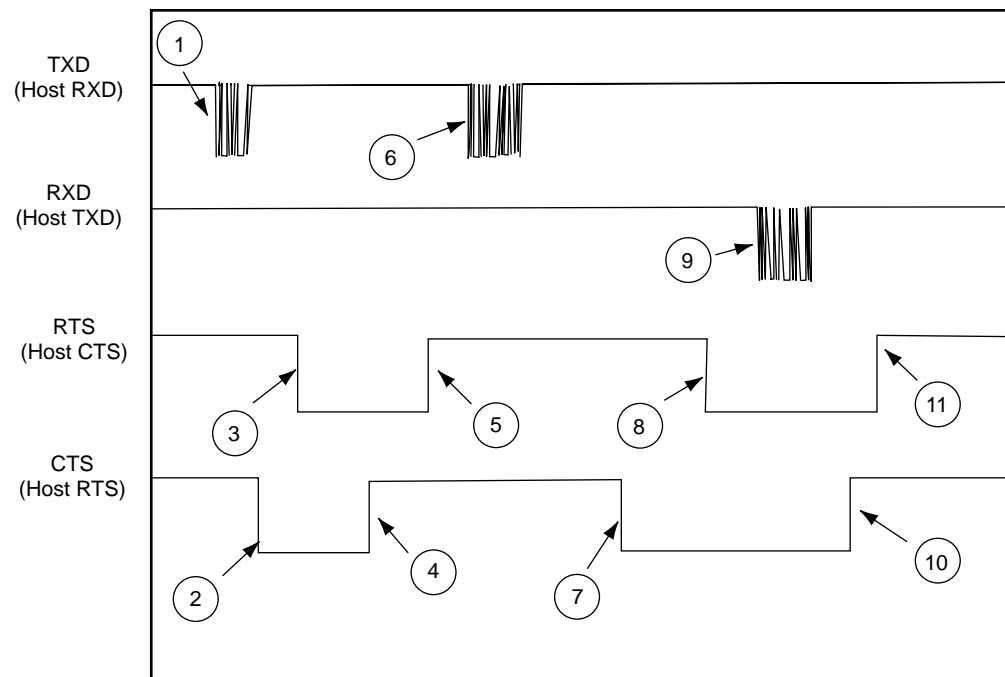 1
TXD
(Host RXD)
6
RXD
(Host TXD)
9
RTS
(Host CTS)
3
5
8
11
CTS
(Host RTS)
2
4
7
10